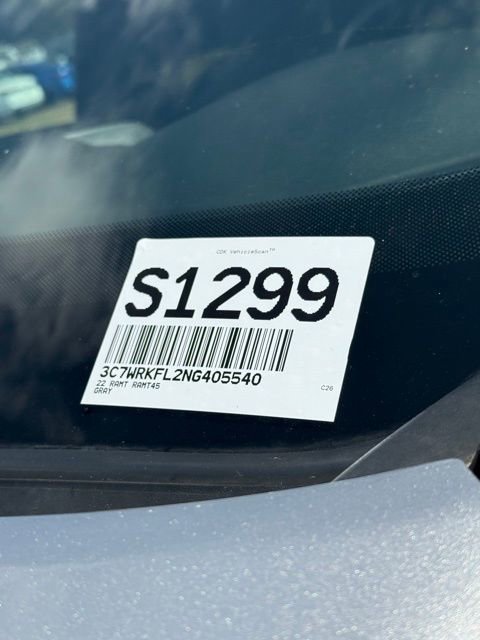 CDK VehicleScan™
S1299
3C7WRKFL2NG405540
22 RAMT RAMT45
GRAY
C26